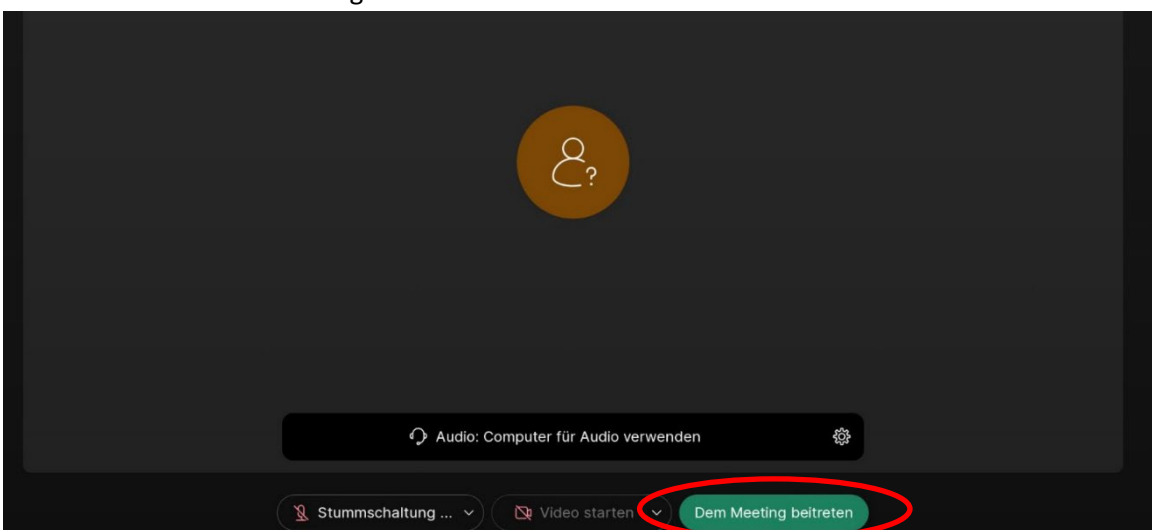 Audio: Computer für Audio verwenden
Stummschaltung ...
Video starten
Dem Meeting beitreten